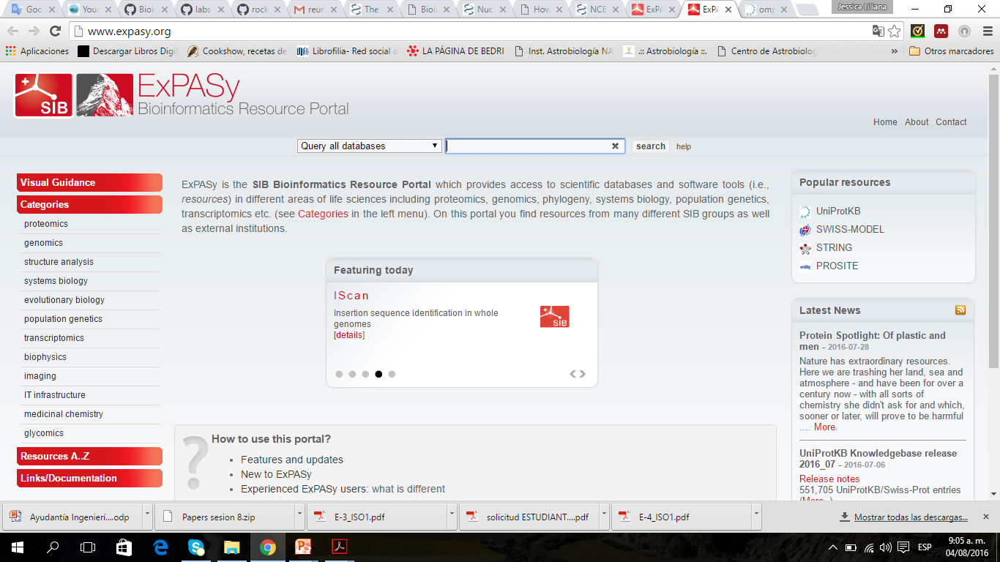 Goo
Your
Bioin
labs
rock
reun
The
Bioin
Nuc
How
NCB
ExPA
ExPA
omp
Jessica Liliana
www.expasy.org
Aplicaciones
Descargar Libros Digit
Cookshow, recetas de
Librofilia- Red social d
LA PÁGINA DE BEDRI
Inst. Astrobiología NA
.:: Astrobiología ::.
Centro de Astrobiolog
»
Otros marcadores
SIB
ExPASy
Bioinformatics Resource Portal
Home About Contact
Query all databases
search
help
Visual Guidance
Categories
proteomics
genomics
structure analysis
systems biology
evolutionary biology
population genetics
transcriptomics
biophysics
imaging
IT infrastructure
medicinal chemistry
glycomics
Resources A..Z
Links/Documentation
ExPASy is the SIB Bioinformatics Resource Portal which provides access to scientific databases and software tools (i.e.,
resources) in different areas of life sciences including proteomics, genomics, phylogeny, systems biology, population genetics,
transcriptomics etc. (see Categories in the left menu). On this portal you find resources from many different SIB groups as well
as external institutions.
Featuring today
IScan
Insertion sequence identification in whole
genomes
[details]
SIB
How to use this portal?
• Features and updates
• New to ExPASy
• Experienced ExPASy users: what is different
Popular resources
UniProtKB
SWISS-MODEL
STRING
PROSITE
Latest News
Protein Spotlight: Of plastic and
men - 2016-07-28
Nature has extraordinary resources.
Here we are trashing her land, sea and
atmosphere - and have been for over a
century now - with all sorts of
chemistry she didn't ask for and which,
sooner or later, will prove to be harmful
.... More.
UniProtKB Knowledgebase release
2016_07 - 2016-07-06
Release notes
551,705 UniProtKB/Swiss-Prot entries
(More..)
Ayudantía Ingenierí....odp
Papers sesion 8.zip
E-3_ISO1.pdf
solicitud ESTUDIANT....pdf
E-4_ISO1.pdf
Mostrar todas las descargas...
ESP
9:05 a. m.
04/08/2016